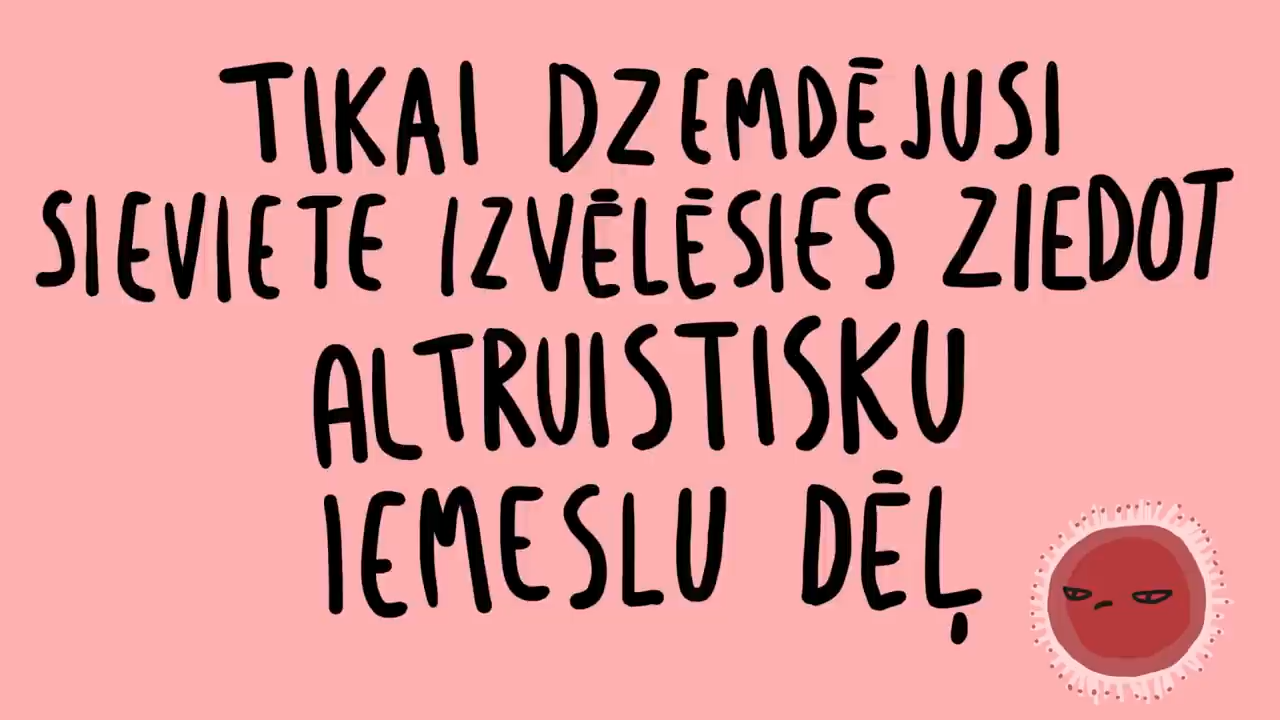 TIKAI DZEMDĒJUSI
SIEVIETE IZVĒLĒSIES ZIEDOT
ALTRUISTISKU
IEMESLU DĒĻ